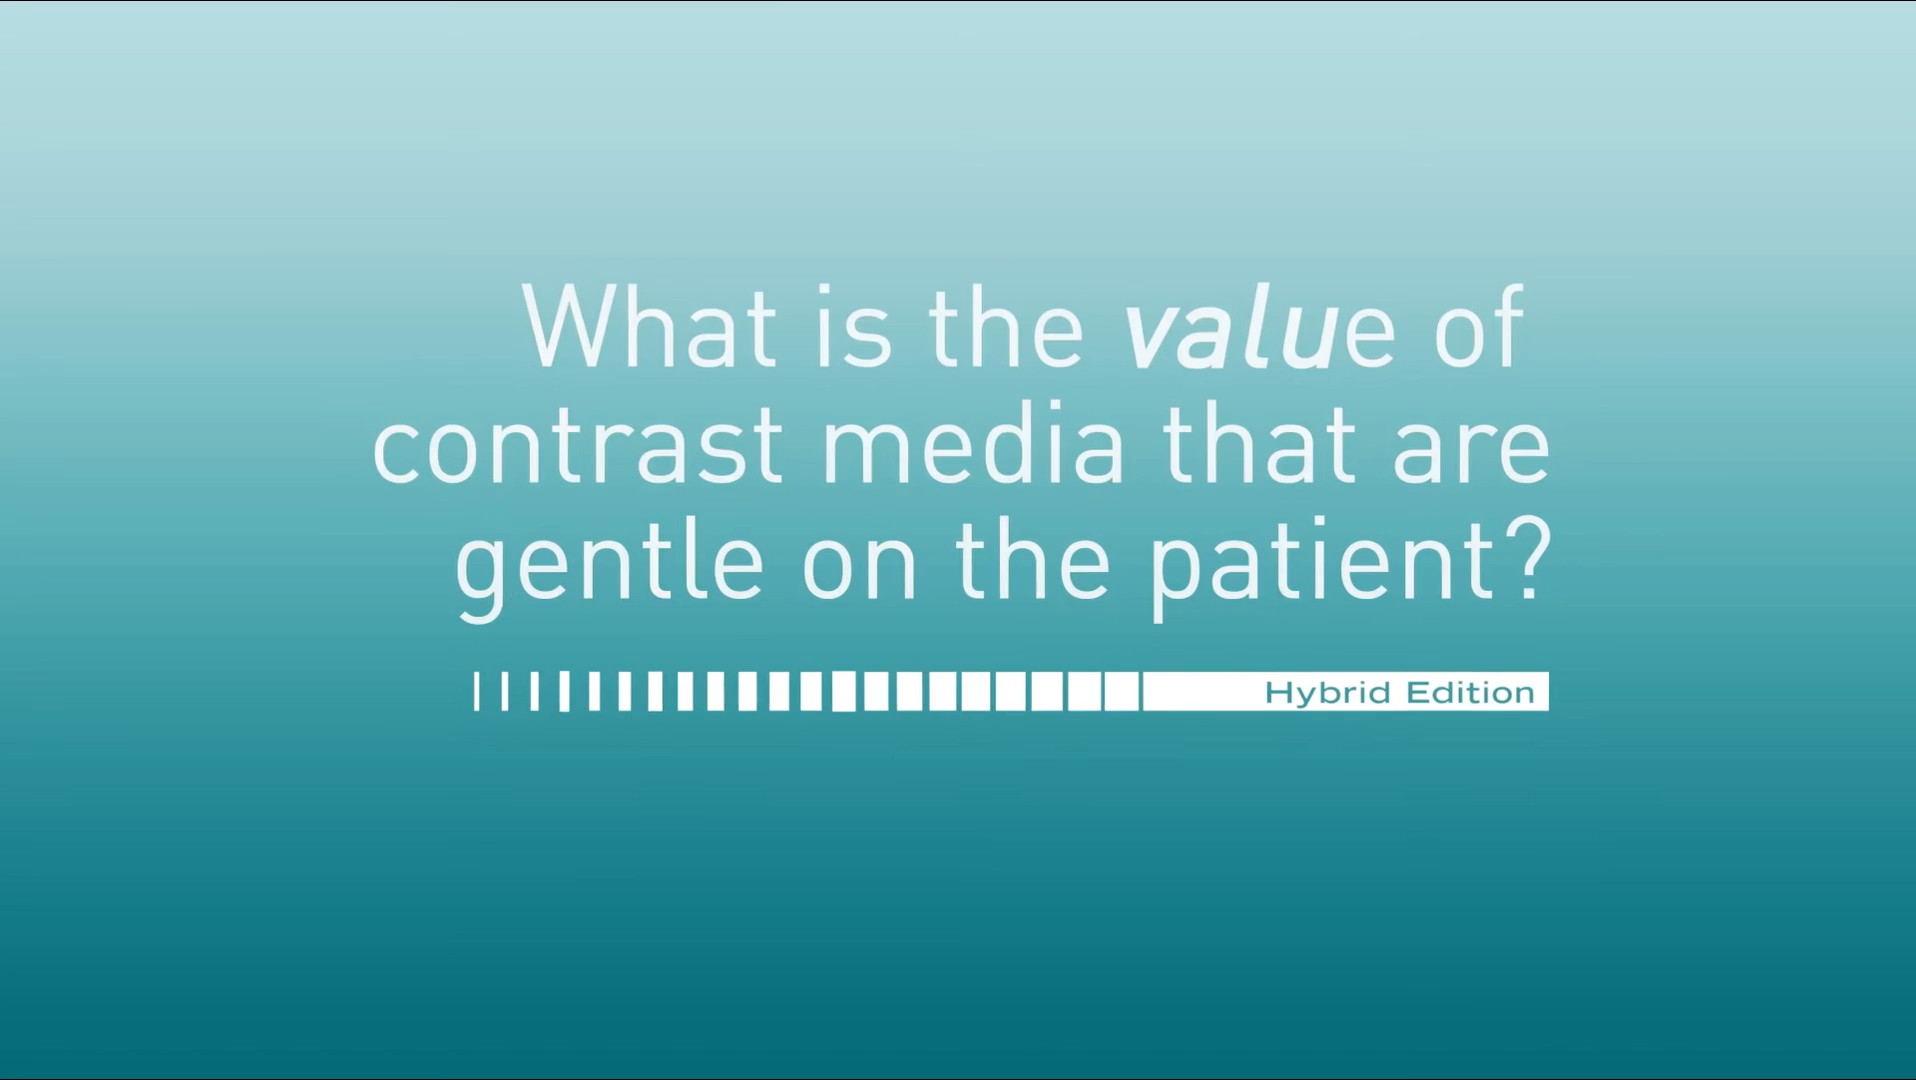 What is the value of
contrast media that are
gentle on the patient?
Hybrid Edition